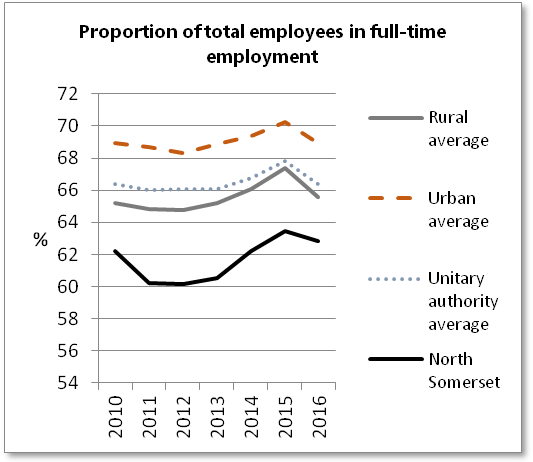 Proportion of total employees in full-time
employment
72
70
68
66
64
62
60
58
56
54
%
2010
2011
2012
2013
2014
2015
2016
Rural
average
Urban
average
Unitary
authority
average
North
Somerset